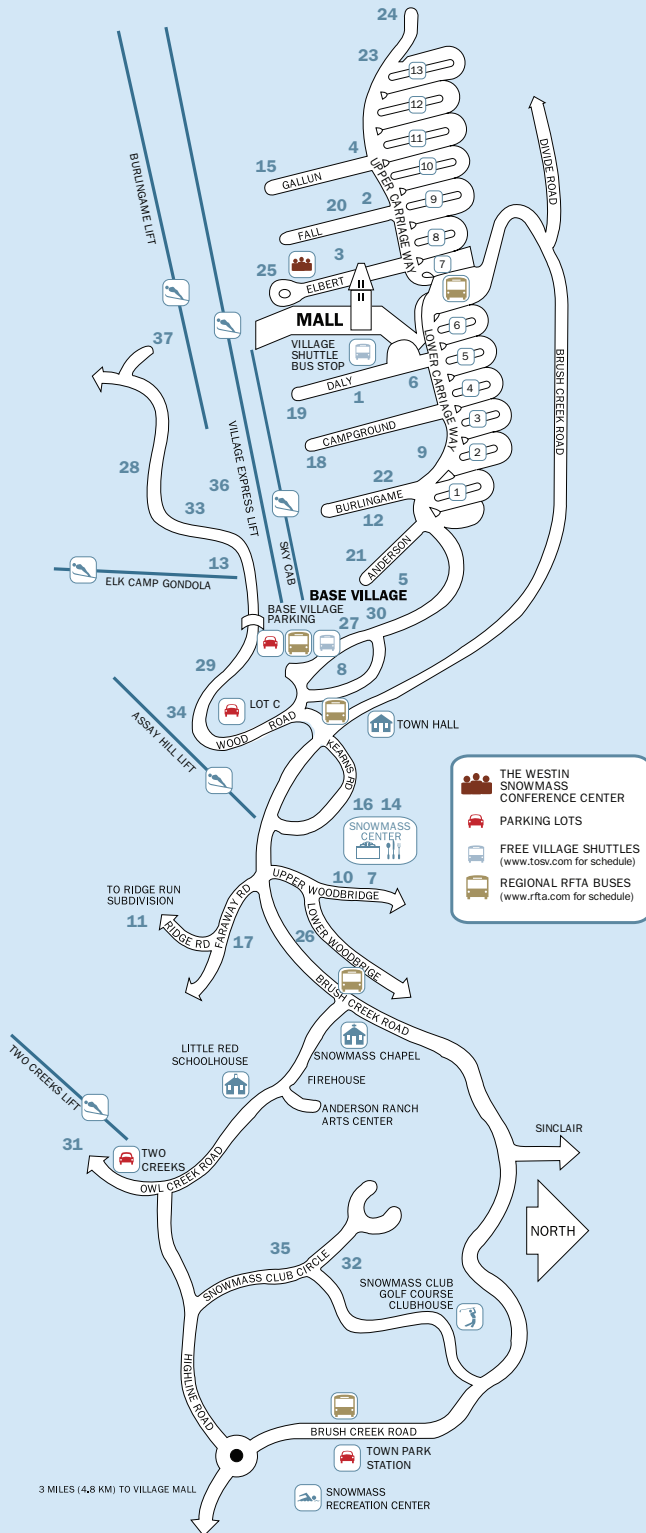 24
23
13
12
11
10
9
8
7
4
15
GALLUN
UPPER CARRIAGE WAY
20
2
FALL
3
25
ELBERT
DIVIDE ROAD
BURLINGAME LIFT
MALL
VILLAGE
SHUTTLE
BUS STOP
6
5
4
3
2
1
LOWER CARRIAGE WAY
BRUSH CREEK ROAD
37
DALY
6
1
19
CAMPGROUND
18
9
28
36
33
VILLAGE EXPRESS LIFT
22
BURLINGAME
12
SKY CAB
21
ANDERSON
5
13
ELK CAMP GONDOLA
BASE VILLAGE
BASE VILLAGE
PARKING
30
27
8
29
34
LOT C
WOOD ROAD
TOWN HALL
ASSAY HILL LIFT
KEARNS RD
16 14
SNOWMASS
CENTER
THE WESTIN
SNOWMASS
CONFERENCE CENTER
PARKING LOTS
FREE VILLAGE SHUTTLES
(www.tosv.com for schedule)
REGIONAL RFTA BUSES
(www.rfta.com for schedule)
10 7
UPPER WOODBRIDGE
TO RIDGE RUN
SUBDIVISION
11
RIDGE RD
FARAWAY RD
17
26
LOWER WOODBRIGE
BRUSH CREEK ROAD
SNOWMASS CHAPEL
LITTLE RED
SCHOOLHOUSE
FIREHOUSE
ANDERSON RANCH
ARTS CENTER
TWO CREEKS LIFT
31
TWO
CREEKS
OWL CREEK ROAD
SINCLAIR
NORTH
35
SNOWMASS CLUB CIRCLE
32
SNOWMASS CLUB
GOLF COURSE
CLUBHOUSE
HIGHLINE ROAD
BRUSH CREEK ROAD
TOWN PARK
STATION
3 MILES (4.8 KM) TO VILLAGE MALL
SNOWMASS
RECREATION CENTER